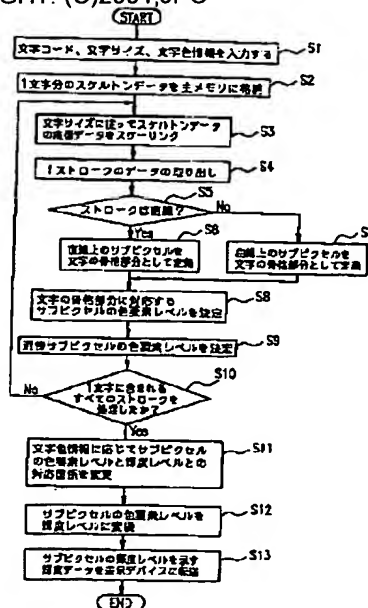 START
文字コード、文字サイズ、文字色情報を入力する
S1
1文字分のスケルトンデータを主メモリに格納
S2
文字サイズに従ってスケルトンデータ
の座標データをスケーリング
S3
1ストロークのデータの取り出し
S4
S5
ストロークは直線?
No
Yes
S6
直線上のサブピクセルを
文字の骨格部分として定義
S
曲線上のサブピクセルを
文字の骨格部分として定義
文字の骨格部分に対応する
サブピクセルの色要素レベルを決定
S8
隣接サブピクセルの色要素レベルを決定
S9
S10
No
1文字に含まれる
すべてのストロークを
処理したか?
Yes
文字色情報に応じてサブピクセル
の色要素レベルと輝度レベルとの
対応関係を変更
S11
サブピクセルの色要素レベルを
輝度レベルに変換
S12
サブピクセルの輝度レベルを示す
輝度データを表示デバイスに転送
S13
END